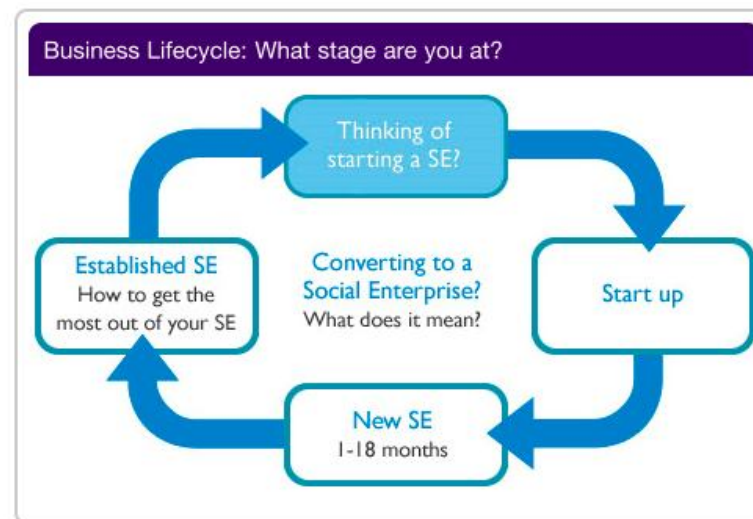 Business Lifecycle: What stage are you at?
Thinking of
starting a SE?
Start up
New SE
1-18 months
Established SE
How to get the
most out of your SE
Converting to a
Social Enterprise?
What does it mean?